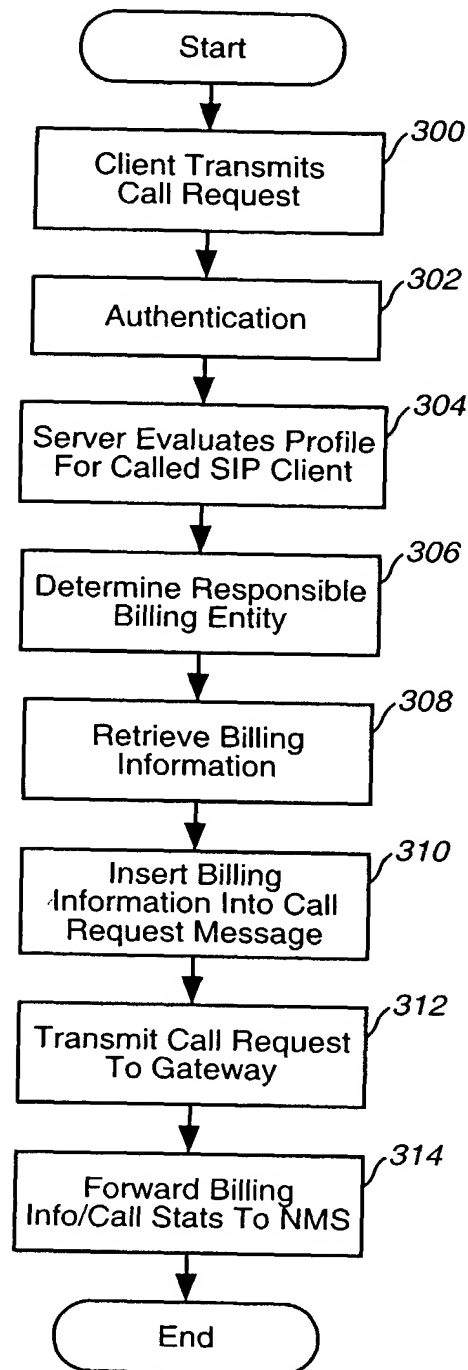 Start
300
Client Transmits
Call Request
302
Authentication
304
Server Evaluates Profile
For Called SIP Client
306
Determine Responsible
Billing Entity
308
Retrieve Billing
Information
310
Insert Billing
Information Into Call
Request Message
312
Transmit Call Request
To Gateway
314
Forward Billing
Info/Call Stats To NMS
End